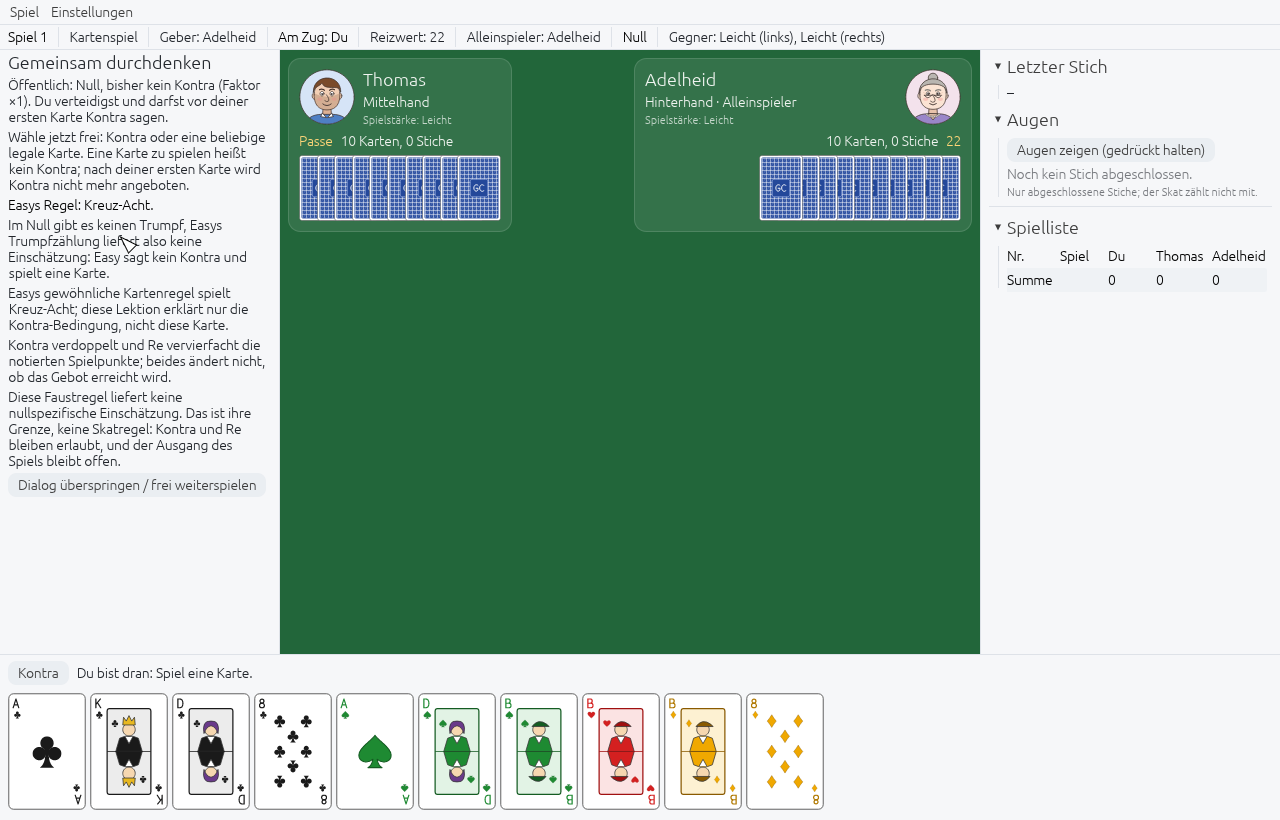 Spiel Einstellungen
Spiel 1 Kartenspiel Geber: Adelheid Am Zug: Du Reizwert: 22 Alleinspieler: Adelheid Null Gegner: Leicht (links), Leicht (rechts)
Gemeinsam durchdenken
Öffentlich: Null, bisher kein Kontra (Faktor
×1). Du verteidigst und darfst vor deiner
ersten Karte Kontra sagen.
Wähle jetzt frei: Kontra oder eine beliebige
legale Karte. Eine Karte zu spielen heißt
kein Kontra; nach deiner ersten Karte wird
Kontra nicht mehr angeboten.
Easys Regel: Kreuz-Acht.
Im Null gibt es keinen Trumpf, Easys
Trumpfzählung liefert also keine
Einschätzung: Easy sagt kein Kontra und
spielt eine Karte.
Easys gewöhnliche Kartenregel spielt
Kreuz-Acht; diese Lektion erklärt nur die
Kontra-Bedingung, nicht diese Karte.
Kontra verdoppelt und Re vervierfacht die
notierten Spielpunkte; beides ändert nicht,
ob das Gebot erreicht wird.
Diese Faustregel liefert keine
nullspezifische Einschätzung. Das ist ihre
Grenze, keine Skatregel: Kontra und Re
bleiben erlaubt, und der Ausgang des
Spiels bleibt offen.
Dialog überspringen / frei weiterspielen
Thomas
Mittelhand
Spielstärke: Leicht
Passe 10 Karten, 0 Stiche
GC
Adelheid
Hinterhand · Alleinspieler
Spielstärke: Leicht
10 Karten, 0 Stiche 22
GC
Letzter Stich
–
Augen
Augen zeigen (gedrückt halten)
Noch kein Stich abgeschlossen.
Nur abgeschlossene Stiche; der Skat zählt nicht mit.
Spielliste
Nr. Spiel Du Thomas Adelheid
Summe 0 0 0
Kontra Du bist dran: Spiel eine Karte.
A K D 8 A D B B B 8
A K D 8 A D B B B 8